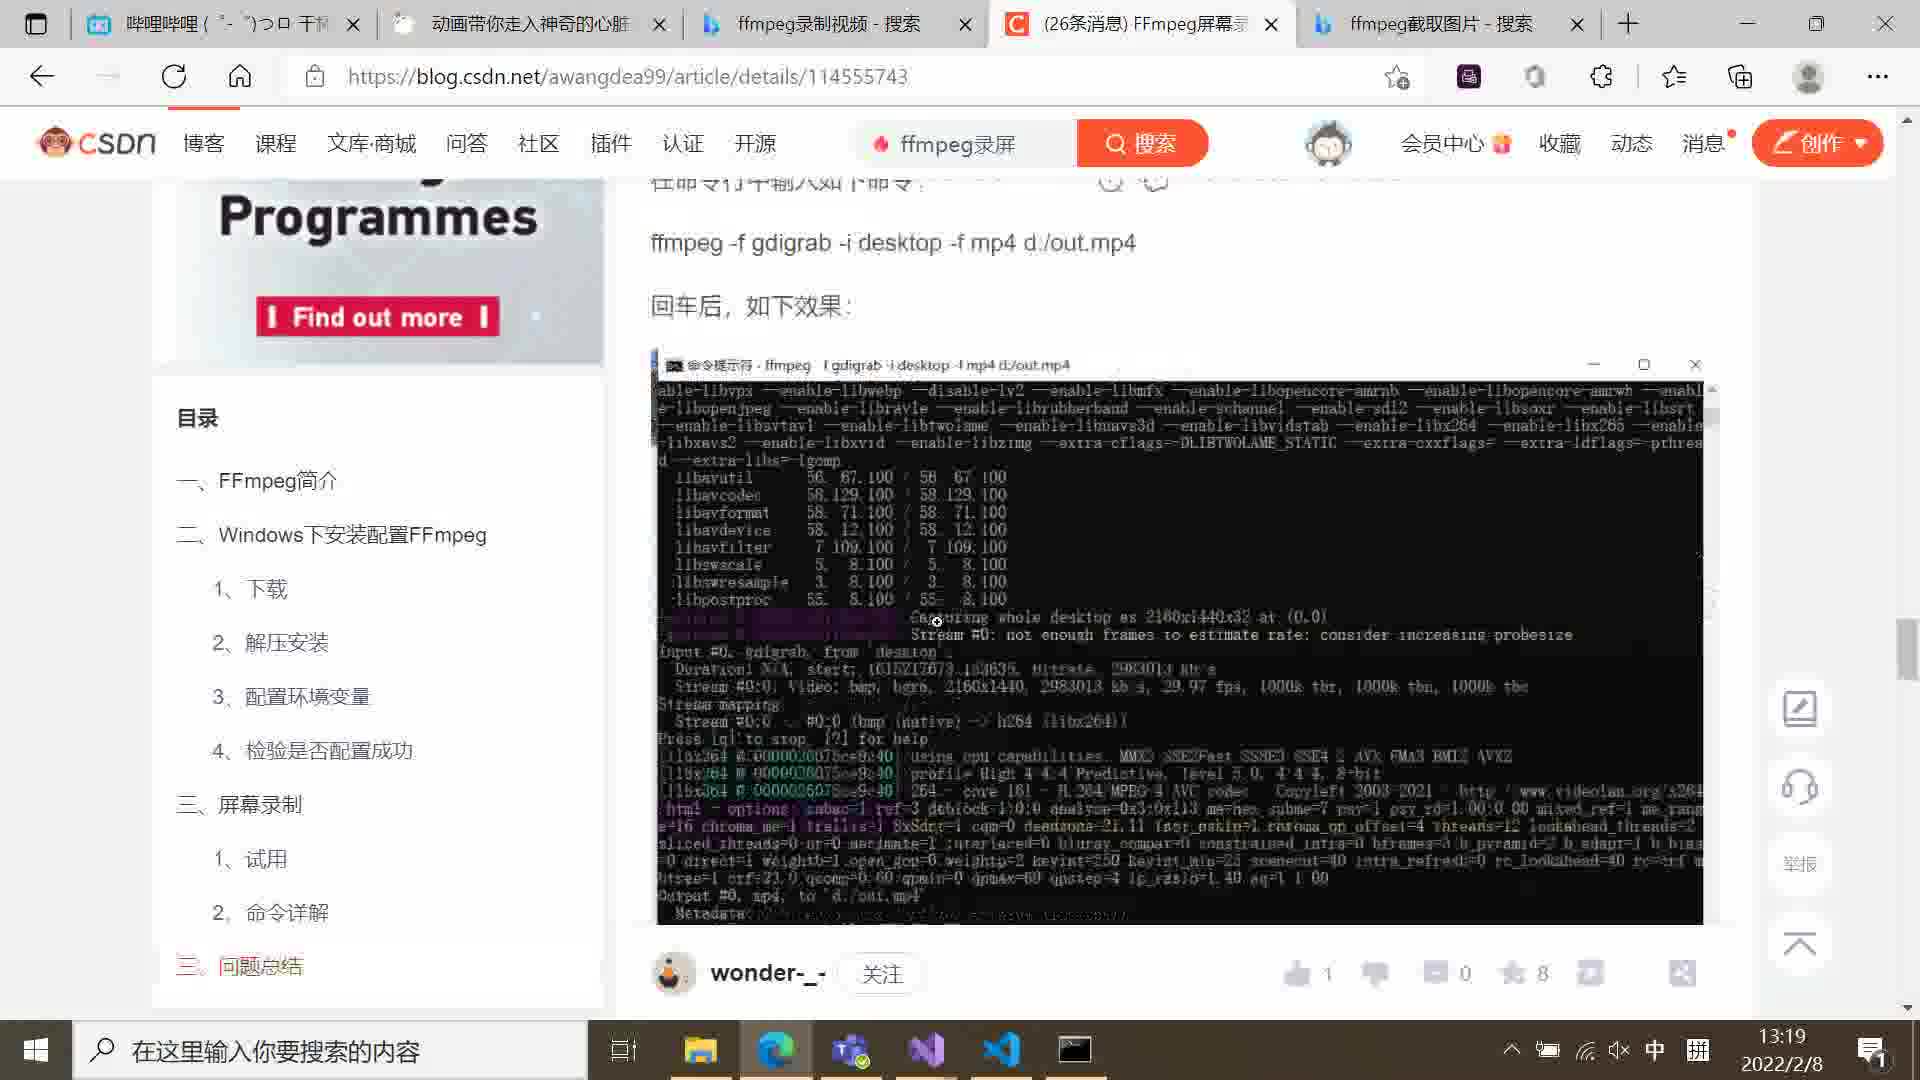 哔哩哔哩 (゜-゜)つロ 干杯
动画带你走入神奇的心脏
ffmpeg录制视频 - 搜索
(26条消息) FFmpeg屏幕录
ffmpeg截取图片 - 搜索
https://blog.csdn.net/awangdea99/article/details/114555743
CSDN
博客
课程
文库·商城
问答
社区
插件
认证
开源
ffmpeg录屏
搜索
会员中心
收藏
动态
消息
创作
Programmes
Find out more
目录
一、FFmpeg简介
二、Windows下安装配置FFmpeg
1、下载
2、解压安装
3、配置环境变量
4、检验是否配置成功
三、屏幕录制
1、试用
2、命令详解
三、问题总结
在命令行中输入如下命令：
ffmpeg -f gdigrab -i desktop -f mp4 d:/out.mp4
回车后，如下效果：
命令提示符 - ffmpeg -f gdigrab -i desktop -f mp4 d:/out.mp4
able-libvpx --enable-libwebp --disable-lv2 --enable-libmfx --enable-libopencore-amrnb --enable-libopencore-amrwb --enabl
e-libopenjpeg --enable-librav1e --enable-librubberband --enable-schannel --enable-sdl2 --enable-libsoxr --enable-libsrt
--enable-libsvtav1 --enable-libtwolame --enable-libuavs3d --enable-libvidstab --enable-libx264 --enable-libx265 --enable
-libxavs2 --enable-libxvid --enable-libzimg --extra-cflags=-DLIBTWOLAME_STATIC --extra-cxxflags= --extra-ldflags=-pthrea
d --extra-libs=-lgomp
libavutil 56. 67.100 / 56. 67.100
libavcodec 58.129.100 / 58.129.100
libavformat 58. 71.100 / 58. 71.100
libavdevice 58. 12.100 / 58. 12.100
libavfilter 7.109.100 / 7.109.100
libswscale 5. 8.100 / 5. 8.100
libswresample 3. 8.100 / 3. 8.100
libpostproc 55. 8.100 / 55. 8.100
Capturing whole desktop as 2160x1440x32 at (0,0)
Stream #0: not enough frames to estimate rate; consider increasing probesize
Input #0, gdigrab, from 'desktop':
Duration: N/A, start: 1615217673.153635, bitrate: 2983013 kb/s
Stream #0:0: Video: bmp, bgra, 2160x1440, 2983013 kb/s, 29.97 fps, 1000k tbr, 1000k tbn, 1000k tbc
Stream mapping:
Stream #0:0 -> #0:0 (bmp (native) -> h264 (libx264))
Press [q] to stop, [?] for help
using cpu capabilities: MMX2 SSE2Fast SSSE3 SSE4.2 AVX FMA3 BMI2 AVX2
profile High 4:4:4 Predictive, level 5.0, 4:4:4, 8-bit
264 - core 161 - H.264/MPEG-4 AVC codec - Copyleft 2003-2021 - http://www.videolan.org/x264
Output #0, mp4, to 'd:/out.mp4':
Metadata:
wonder-_-
关注
1
0
8
举报
在这里输入你要搜索的内容
中
拼
13:19
2022/2/8
1